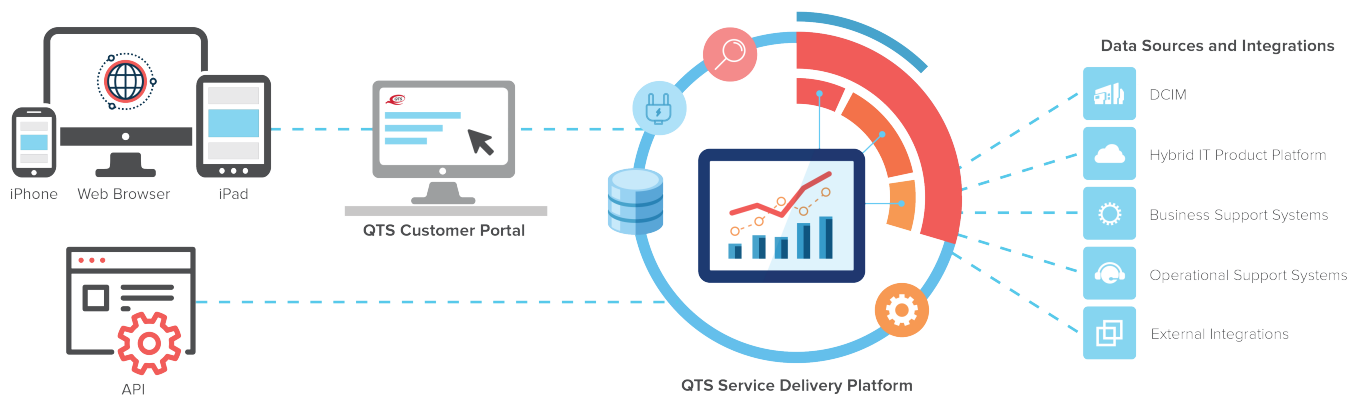 iPhone
Web Browser
iPad
QTS
QTS Customer Portal
API
QTS Service Delivery Platform
Data Sources and Integrations
DCIM
Hybrid IT Product Platform
Business Support Systems
Operational Support Systems
External Integrations